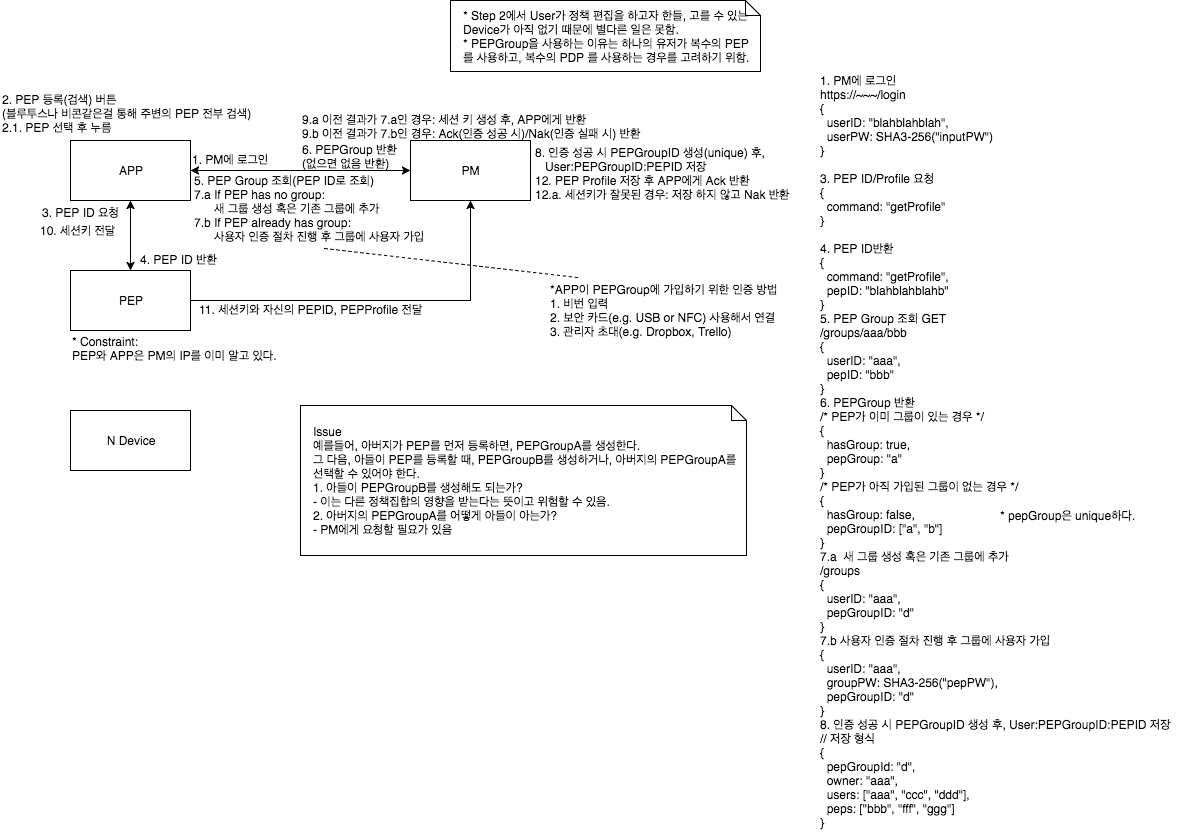 * Step 2에서 User가 정책 편집을 하고자 한들, 고를 수 있는
Device가 아직 없기 때문에 별다른 일은 못함.
* PEPGroup을 사용하는 이유는 하나의 유저가 복수의 PEP
를 사용하고, 복수의 PDP 를 사용하는 경우를 고려하기 위함.
2. PEP 등록(검색) 버튼
(블루투스나 비콘같은걸 통해 주변의 PEP 전부 검색)
2.1. PEP 선택 후 누름
APP
1. PM에 로그인
9.a 이전 결과가 7.a인 경우: 세션 키 생성 후, APP에게 반환
9.b 이전 결과가 7.b인 경우: Ack(인증 성공 시)/Nak(인증 실패 시) 반환
6. PEPGroup 반환
(없으면 없음 반환)
PM
5. PEP Group 조회(PEP ID로 조회)
7.a If PEP has no group:
새 그룹 생성 혹은 기존 그룹에 추가
7.b If PEP already has group:
사용자 인증 절차 진행 후 그룹에 사용자 가입
8. 인증 성공 시 PEPGroupID 생성(unique) 후,
User:PEPGroupID:PEPID 저장
12. PEP Profile 저장 후 APP에게 Ack 반환
12.a. 세션키가 잘못된 경우: 저장 하지 않고 Nak 반환
3. PEP ID 요청
10. 세션키 전달
4. PEP ID 반환
PEP
11. 세션키와 자신의 PEPID, PEPProfile 전달
* Constraint:
PEP와 APP은 PM의 IP를 이미 알고 있다.
*APP이 PEPGroup에 가입하기 위한 인증 방법
1. 비번 입력
2. 보안 카드(e.g. USB or NFC) 사용해서 연결
3. 관리자 초대(e.g. Dropbox, Trello)
N Device
Issue
예를들어, 아버지가 PEP를 먼저 등록하면, PEPGroupA를 생성한다.
그 다음, 아들이 PEP를 등록할 때, PEPGroupB를 생성하거나, 아버지의 PEPGroupA를
선택할 수 있어야 한다.
1. 아들이 PEPGroupB를 생성해도 되는가?
- 이는 다른 정책집합의 영향을 받는다는 뜻이고 위험할 수 있음.
2. 아버지의 PEPGroupA를 어떻게 아들이 아는가?
- PM에게 요청할 필요가 있음
1. PM에 로그인
https://~~~/login
{
userID: "blahblahblah",
userPW: SHA3-256("inputPW")
}
3. PEP ID/Profile 요청
{
command: "getProfile"
}
4. PEP ID반환
{
command: "getProfile",
pepID: "blahblahblahb"
}
5. PEP Group 조회 GET
/groups/aaa/bbb
{
userID: "aaa",
pepID: "bbb"
}
6. PEPGroup 반환
/* PEP가 이미 그룹이 있는 경우 */
{
hasGroup: true,
pepGroup: "a"
}
/* PEP가 아직 가입된 그룹이 없는 경우 */
{
hasGroup: false,
pepGroupID: ["a", "b"]
}
* pepGroup은 unique하다.
7.a 새 그룹 생성 혹은 기존 그룹에 추가
/groups
{
userID: "aaa",
pepGroupID: "d"
}
7.b 사용자 인증 절차 진행 후 그룹에 사용자 가입
{
userID: "aaa",
groupPW: SHA3-256("pepPW"),
pepGroupID: "d"
}
8. 인증 성공 시 PEPGroupID 생성 후, User:PEPGroupID:PEPID 저장
// 저장 형식
{
pepGroupId: "d",
owner: "aaa",
users: ["aaa", "ccc", "ddd"],
peps: ["bbb", "fff", "ggg"]
}